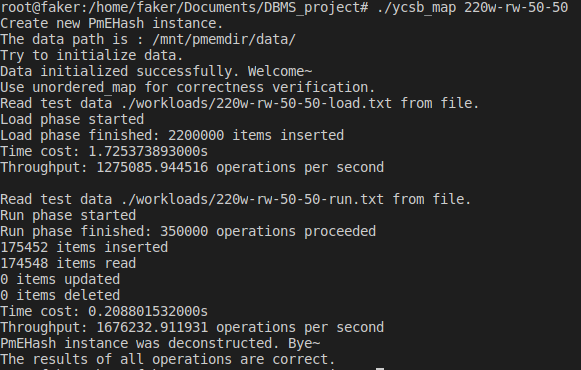 root@faker:/home/faker/Documents/DBMS_project# ./ycsb_map 220w-rw-50-50
Create new PmEHash instance.
The data path is : /mnt/pmemdir/data/
Try to initialize data.
Data initialized successfully. Welcome~
Use unordered_map for correctness verification.
Read test data ./workloads/220w-rw-50-50-load.txt from file.
Load phase started
Load phase finished: 2200000 items inserted
Time cost: 1.725373893000s
Throughput: 1275085.944516 operations per second
Read test data ./workloads/220w-rw-50-50-run.txt from file.
Run phase started
Run phase finished: 350000 operations proceeded
175452 items inserted
174548 items read
0 items updated
0 items deleted
Time cost: 0.208801532000s
Throughput: 1676232.911931 operations per second
PmEHash instance was deconstructed. Bye~
The results of all operations are correct.